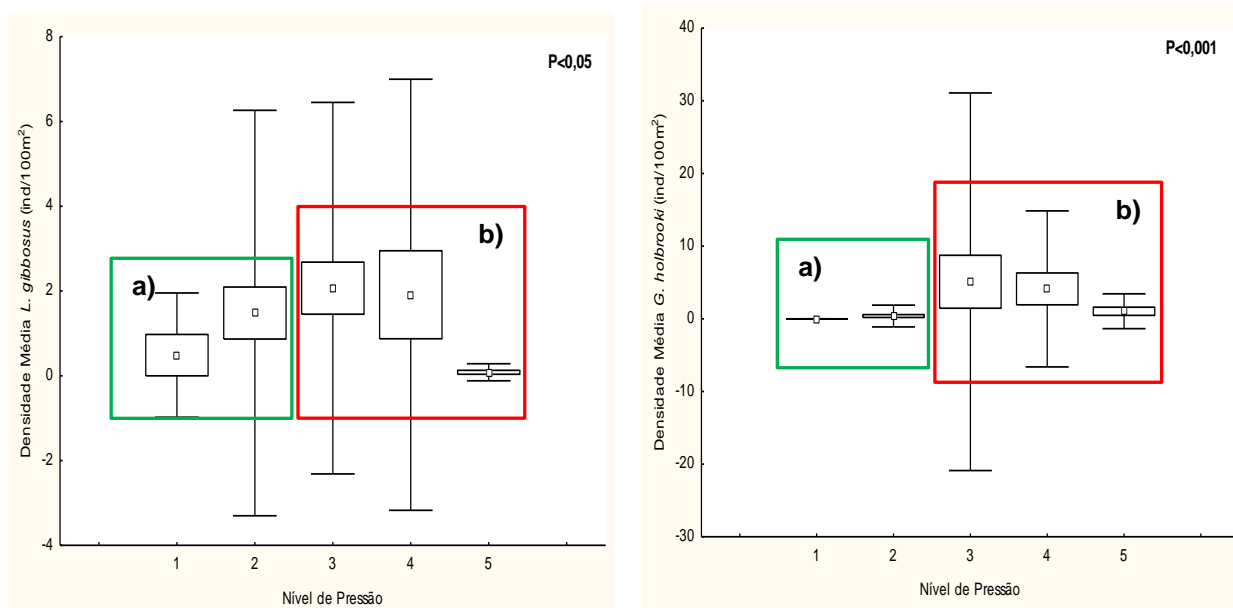 Densidade Média L. gibbosus (ind/100m²)
8
6
4
2
0
-2
-4
P<0,05
a)
b)
1 2 3 4 5
Nível de Pressão
Densidade Média G. holbrooki (ind/100m²)
40
30
20
10
0
-10
-20
-30
P<0,001
a)
b)
1 2 3 4 5
Nível de Pressão